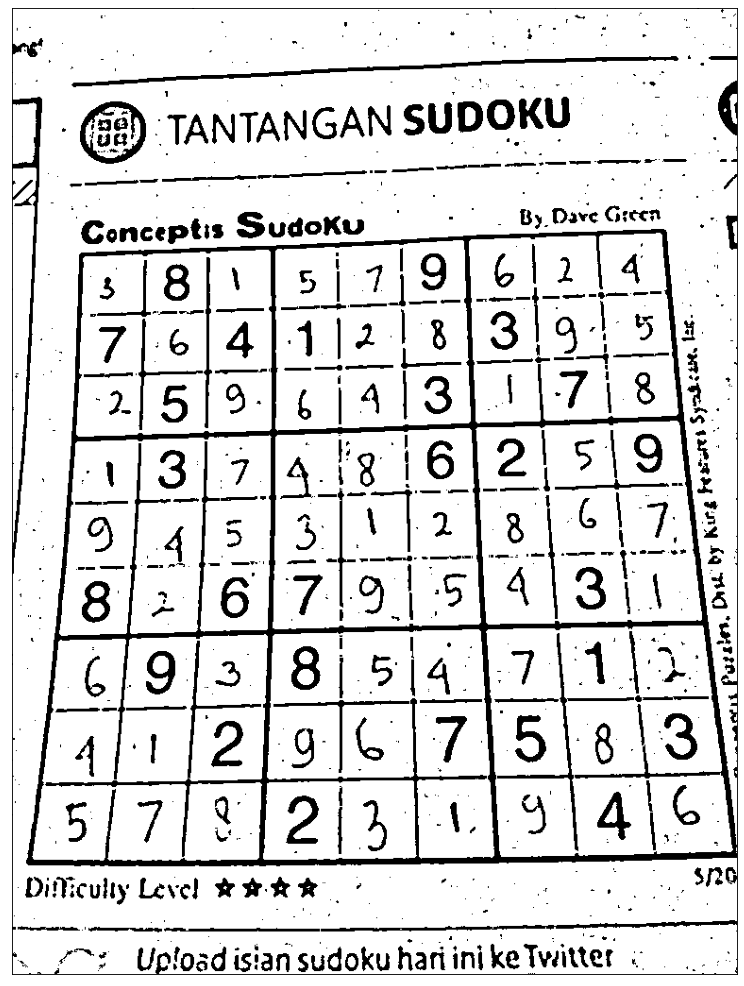 TANTANGAN SUDOKU
Conceptis SudoKu
By Dave Green
3 8 1 5 7 9 6 2 4
7 6 4 1 2 8 3 9 5
2 5 9 6 4 3 1 7 8
1 3 7 4 8 6 2 5 9
9 4 5 3 1 2 8 6 7
8 2 6 7 9 5 4 3 1
6 9 3 8 5 4 7 1 2
4 1 2 9 6 7 5 8 3
5 7 8 2 3 1 9 4 6
Puzzles, Dist. by King Features Syndicate, Inc.
Difficulty Level ★★★★
5/20
Upload isian sudoku hari ini ke Twitter